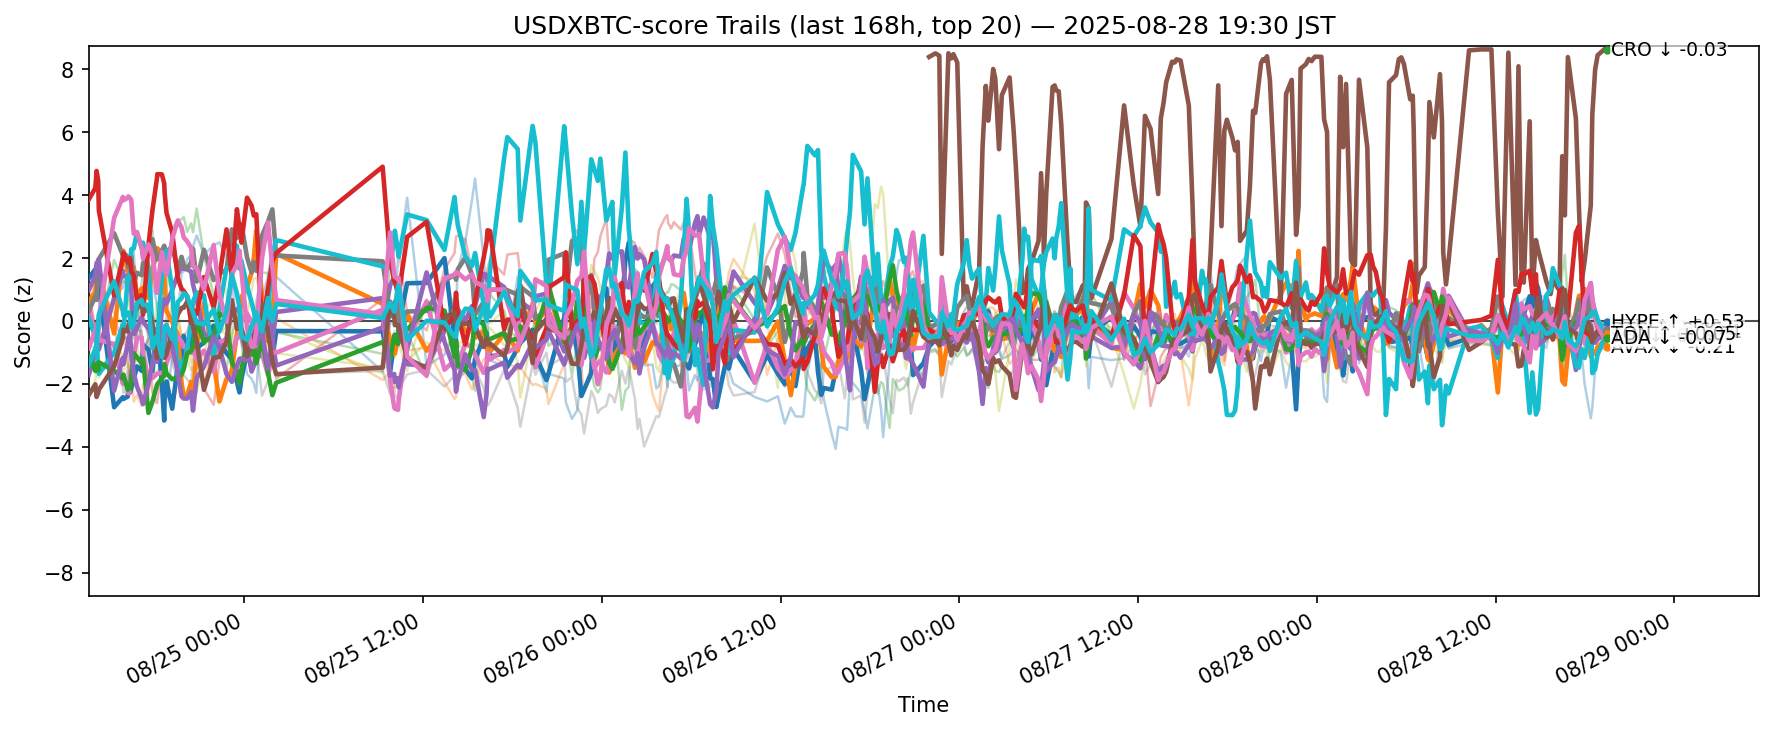 USDXBTC-score Trails (last 168h, top 20) — 2025-08-28 19:30 JST
Score (z)
8
6
4
2
0
−2
−4
−6
−8
CRO ↓ -0.03
HYPE ↑ +0.53
ADA ↓ -0.07
AVAX ↓ -0.21
08/25 00:00
08/25 12:00
08/26 00:00
08/26 12:00
08/27 00:00
08/27 12:00
08/28 00:00
08/28 12:00
08/29 00:00
Time